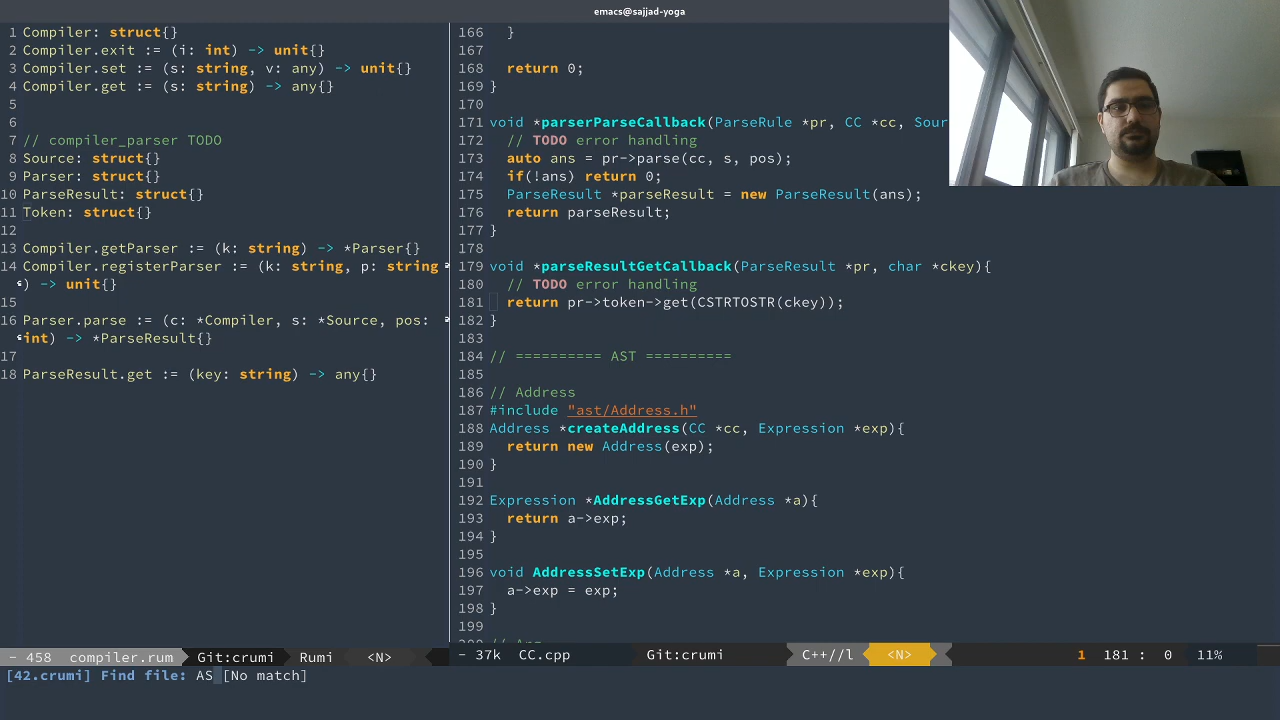 emacs@sajjad-yoga
1 Compiler: struct{}
2 Compiler.exit := (i: int) -> unit{}
3 Compiler.set := (s: string, v: any) -> unit{}
4 Compiler.get := (s: string) -> any{}
5
6
7 // compiler_parser TODO
8 Source: struct{}
9 Parser: struct{}
10 ParseResult: struct{}
11 Token: struct{}
12
13 Compiler.getParser := (k: string) -> *Parser{}
14 Compiler.registerParser := (k: string, p: string
) -> unit{}
15
16 Parser.parse := (c: *Compiler, s: *Source, pos:
int) -> *ParseResult{}
17
18 ParseResult.get := (key: string) -> any{}
- 458 compiler.rum Git:crumi Rumi <N>
166 }
167
168 return 0;
169 }
170
171 void *parserParseCallback(ParseRule *pr, CC *cc, Sour
172 // TODO error handling
173 auto ans = pr->parse(cc, s, pos);
174 if(!ans) return 0;
175 ParseResult *parseResult = new ParseResult(ans);
176 return parseResult;
177 }
178
179 void *parseResultGetCallback(ParseResult *pr, char *ckey){
180 // TODO error handling
181 return pr->token->get(CSTRTOSTR(ckey));
182 }
183
184 // ========== AST ==========
185
186 // Address
187 #include "ast/Address.h"
188 Address *createAddress(CC *cc, Expression *exp){
189 return new Address(exp);
190 }
191
192 Expression *AddressGetExp(Address *a){
193 return a->exp;
194 }
195
196 void AddressSetExp(Address *a, Expression *exp){
197 a->exp = exp;
198 }
199
- 37k CC.cpp Git:crumi C++//l <N> 1 181 : 0 11%
[42.crumi] Find file: AS [No match]